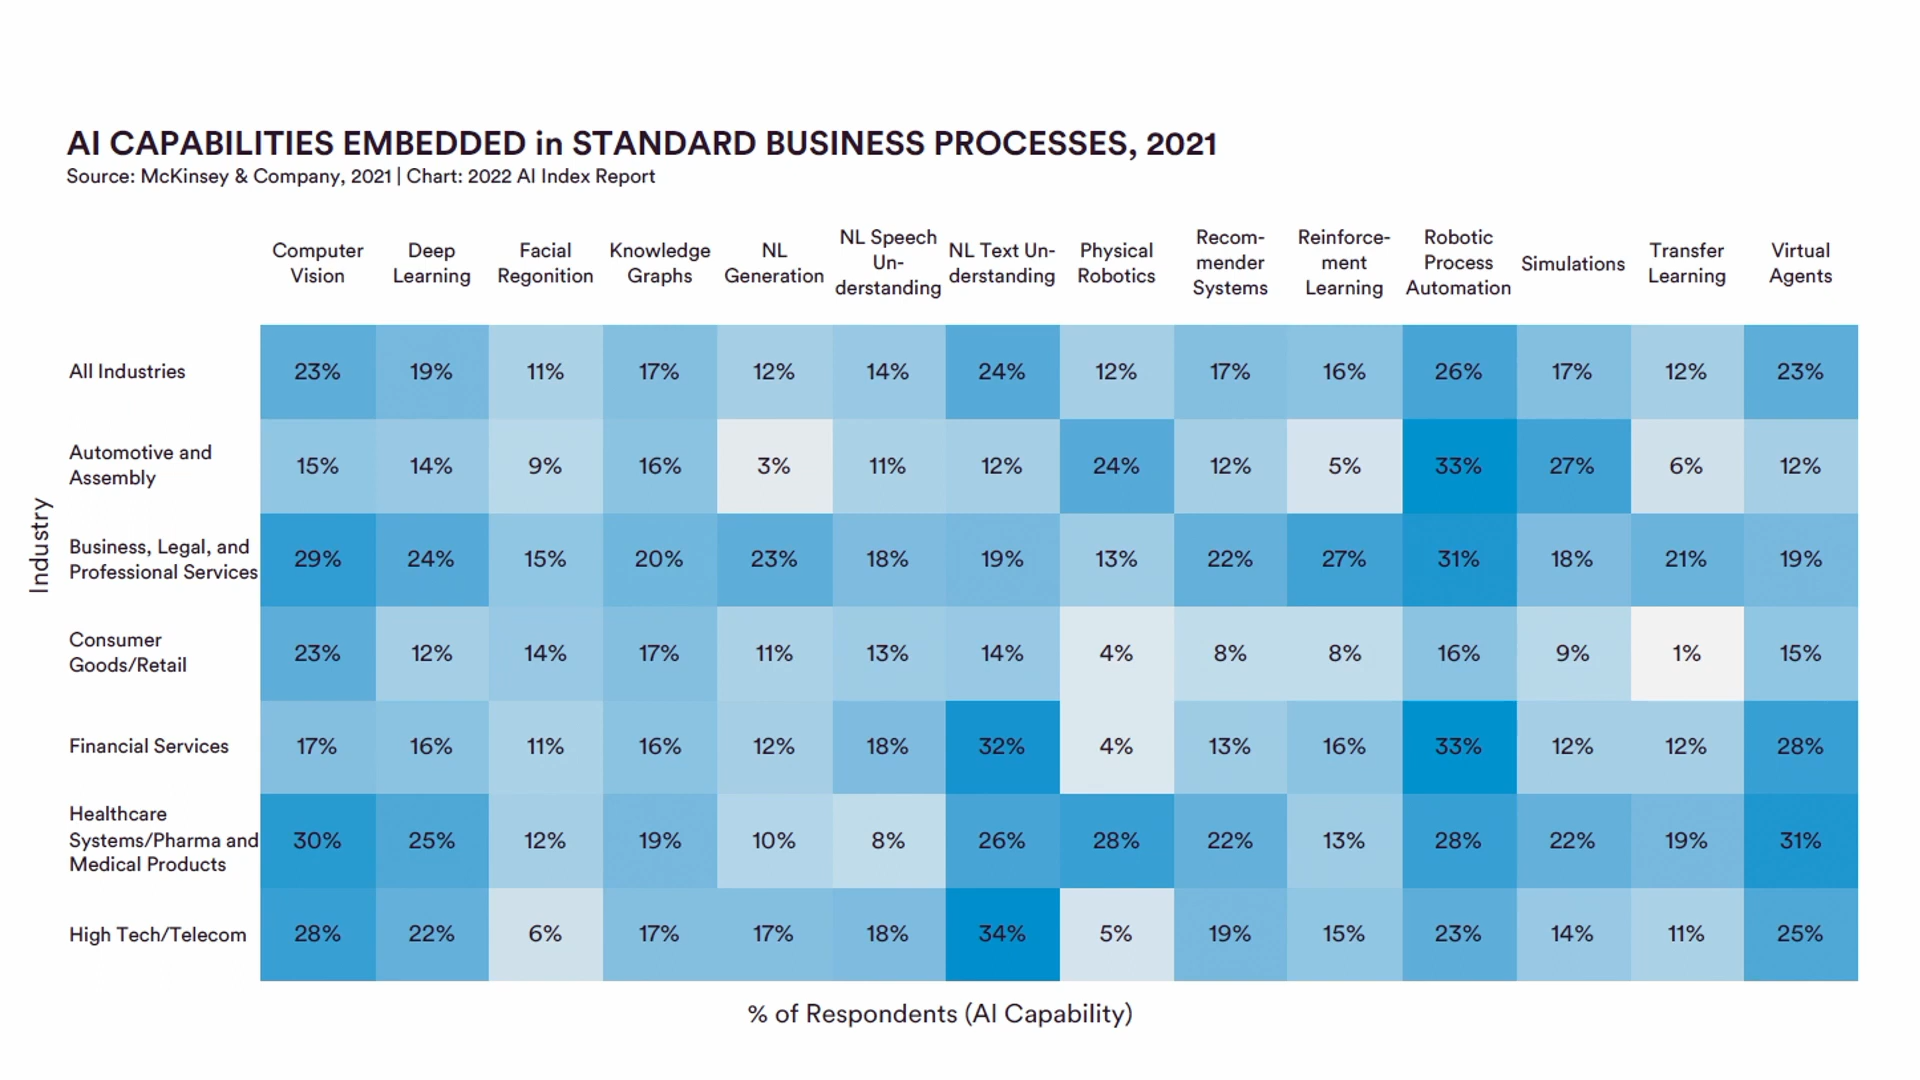 AI CAPABILITIES EMBEDDED in STANDARD BUSINESS PROCESSES, 2021
Source: McKinsey & Company, 2021 | Chart: 2022 AI Index Report
Computer
Vision
Deep
Learning
Facial
Regonition
Knowledge
Graphs
NL
Generation
NL Speech
Un-
derstanding
NL Text Un-
derstanding
Physical
Robotics
Recom-
mender
Systems
Reinforce-
ment
Learning
Robotic
Process
Automation
Simulations
Transfer
Learning
Virtual
Agents
Industry
All Industries
23% 19% 11% 17% 12% 14% 24% 12% 17% 16% 26% 17% 12% 23%
Automotive and
Assembly
15% 14% 9% 16% 3% 11% 12% 24% 12% 5% 33% 27% 6% 12%
Business, Legal, and
Professional Services
29% 24% 15% 20% 23% 18% 19% 13% 22% 27% 31% 18% 21% 19%
Consumer
Goods/Retail
23% 12% 14% 17% 11% 13% 14% 4% 8% 8% 16% 9% 1% 15%
Financial Services
17% 16% 11% 16% 12% 18% 32% 4% 13% 16% 33% 12% 12% 28%
Healthcare
Systems/Pharma and
Medical Products
30% 25% 12% 19% 10% 8% 26% 28% 22% 13% 28% 22% 19% 31%
High Tech/Telecom
28% 22% 6% 17% 17% 18% 34% 5% 19% 15% 23% 14% 11% 25%
% of Respondents (AI Capability)